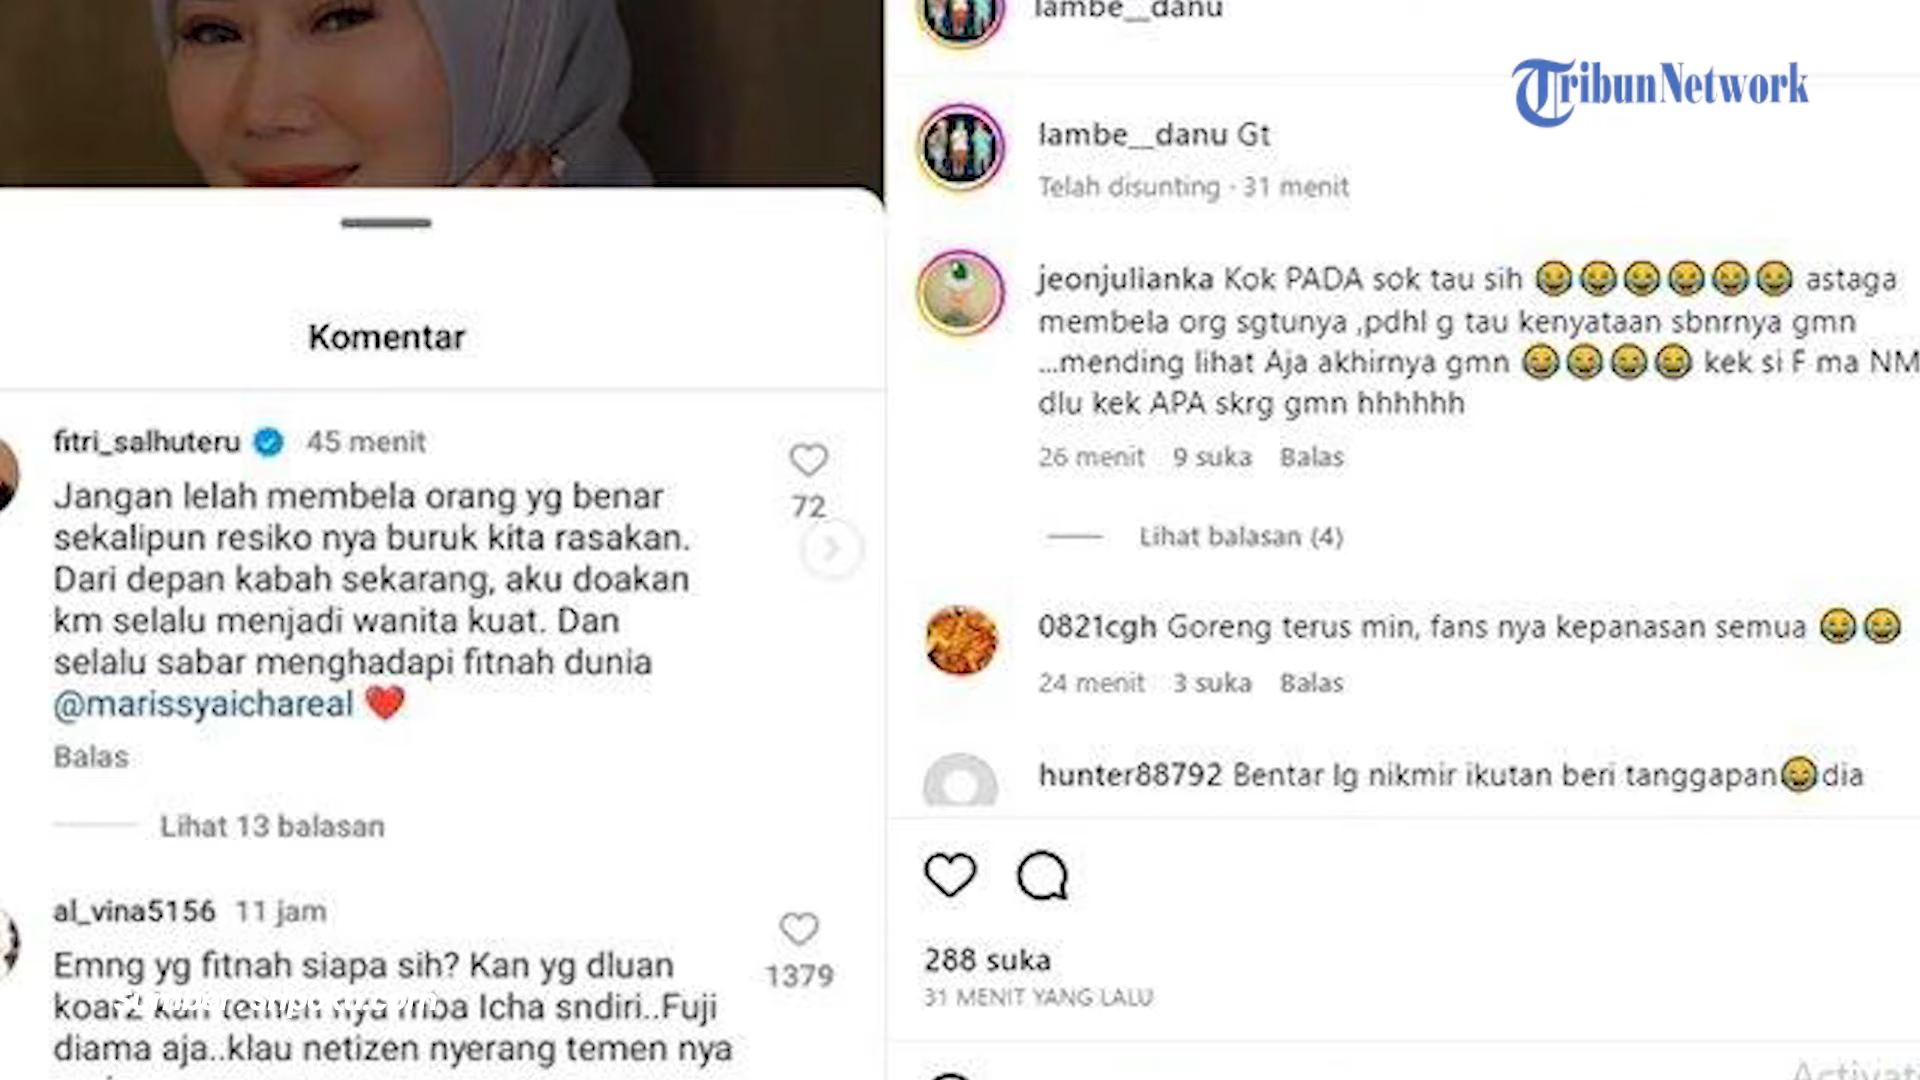 Komentar
fitri_salhuteru 45 menit
Jangan lelah membela orang yg benar
sekalipun resiko nya buruk kita rasakan.
Dari depan kabah sekarang, aku doakan
km selalu menjadi wanita kuat. Dan
selalu sabar menghadapi fitnah dunia
@marissyaichareal ❤️
72
Balas
Lihat 13 balasan
al_vina5156 11 jam
Emng yg fitnah siapa sih? Kan yg dluan
koar2 kan temen nya mba Icha sndiri..Fuji
diama aja..klau netizen nyerang temen nya
1379
lambe__danu
TribunNetwork
lambe__danu Gt
Telah disunting · 31 menit
jeonjulianka Kok PADA sok tau sih 😂😂😂😂😂😂 astaga
membela org sgtunya ,pdhl g tau kenyataan sbnrnya gmn
...mending lihat Aja akhirnya gmn 😂😂😂😂 kek si F ma NM
dlu kek APA skrg gmn hhhhhh
26 menit 9 suka Balas
Lihat balasan (4)
0821cgh Goreng terus min, fans nya kepanasan semua 😂😂
24 menit 3 suka Balas
hunter88792 Bentar lg nikmir ikutan beri tanggapan😂dia
288 suka
31 MENIT YANG LALU